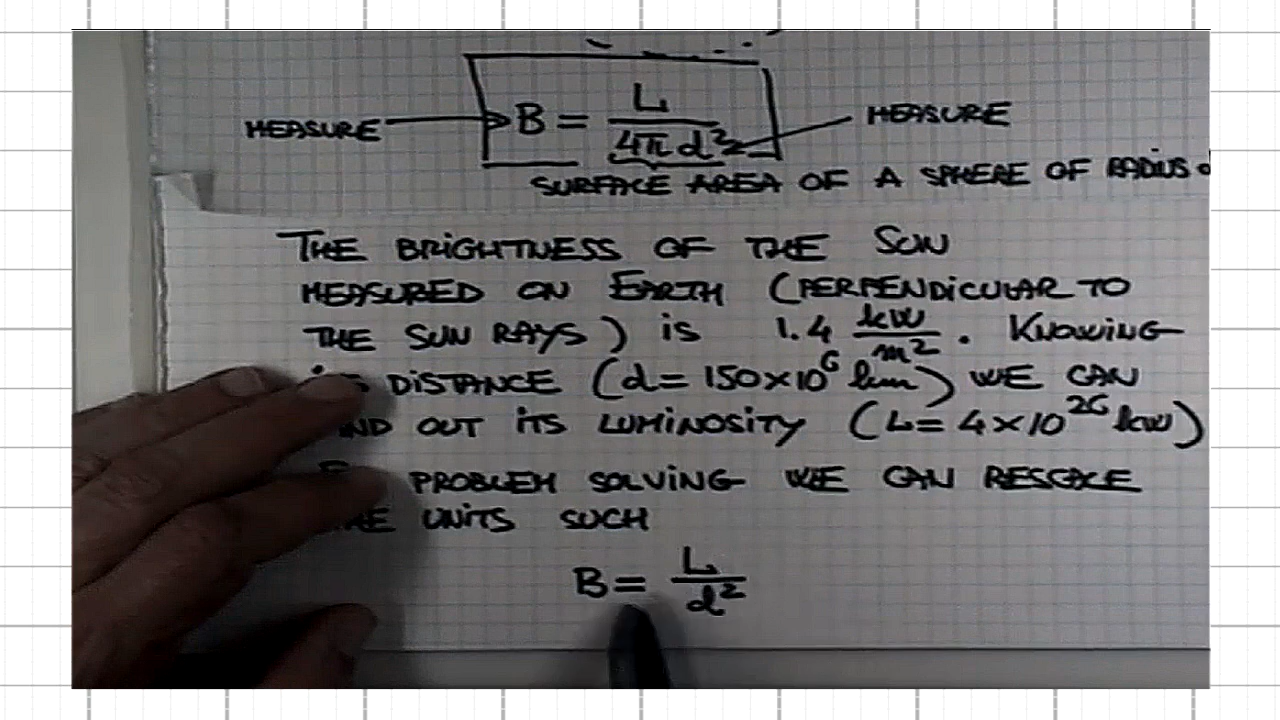 MEASURE B = L / 4π d² MEASURE
SURFACE AREA OF A SPHERE OF RADIUS d
THE BRIGHTNESS OF THE SUN
MEASURED ON EARTH (PERPENDICULAR TO
THE SUN RAYS) is 1.4 kW/m². KNOWING
DISTANCE (d = 150×10⁶ km) WE CAN
OUT ITS LUMINOSITY (L = 4×10²⁶ kW)
PROBLEM SOLVING WE CAN RESCALE
UNITS SUCH
B = L / d²